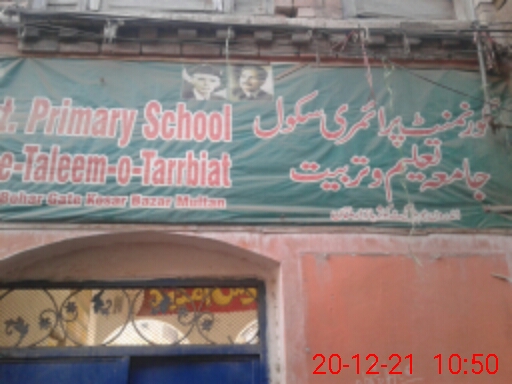 t. Primary School
e-Taleem-o-Tarrbiat
Bohar Gate Kesar Bazar Multan
گورنمنٹ پرائمری سکول
جامعہ تعلیم و تربیت
20-12-21 10:50